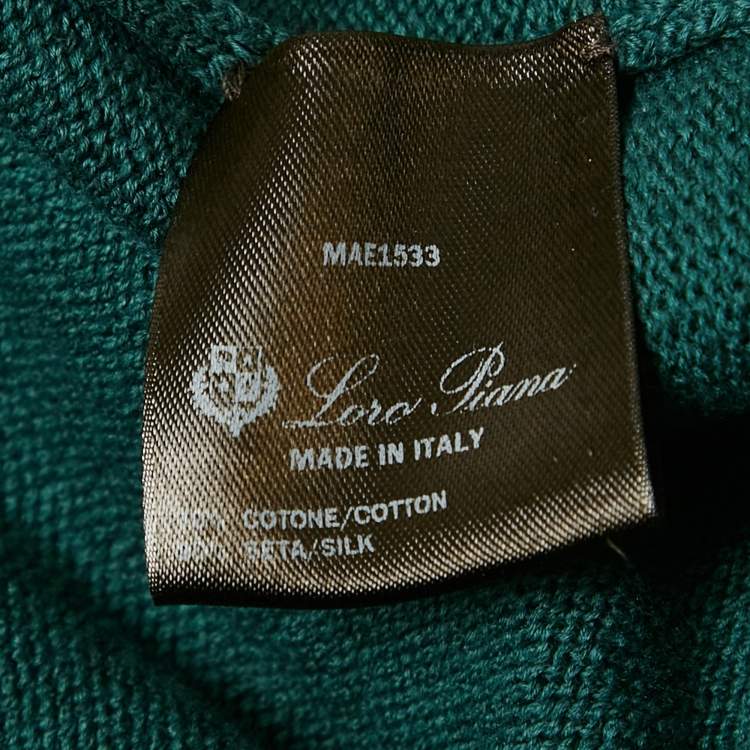 MAE1533
Loro Piana
MADE IN ITALY
COTONE/COTTON
SETA/SILK